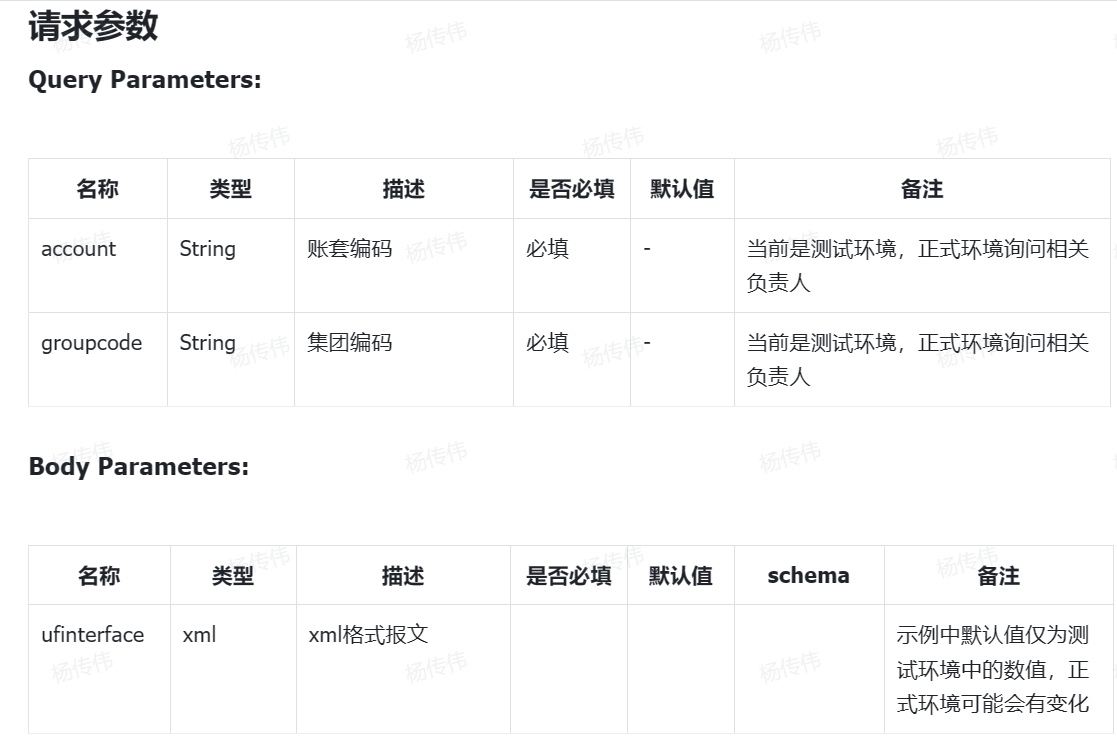 请求参数
Query Parameters:
名称 类型 描述 是否必填 默认值 备注
account String 账套编码 必填 - 当前是测试环境，正式环境询问相关
负责人
groupcode String 集团编码 必填 - 当前是测试环境，正式环境询问相关
负责人
Body Parameters:
名称 类型 描述 是否必填 默认值 schema 备注
ufinterface xml xml格式报文 示例中默认值仅为测
试环境中的数值，正
式环境可能会有变化
杨传伟